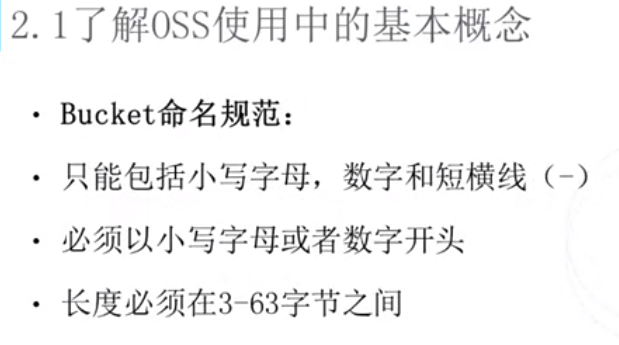 2.1了解OSS使用中的基本概念
· Bucket命名规范：
· 只能包括小写字母，数字和短横线（-）
· 必须以小写字母或者数字开头
· 长度必须在3-63字节之间